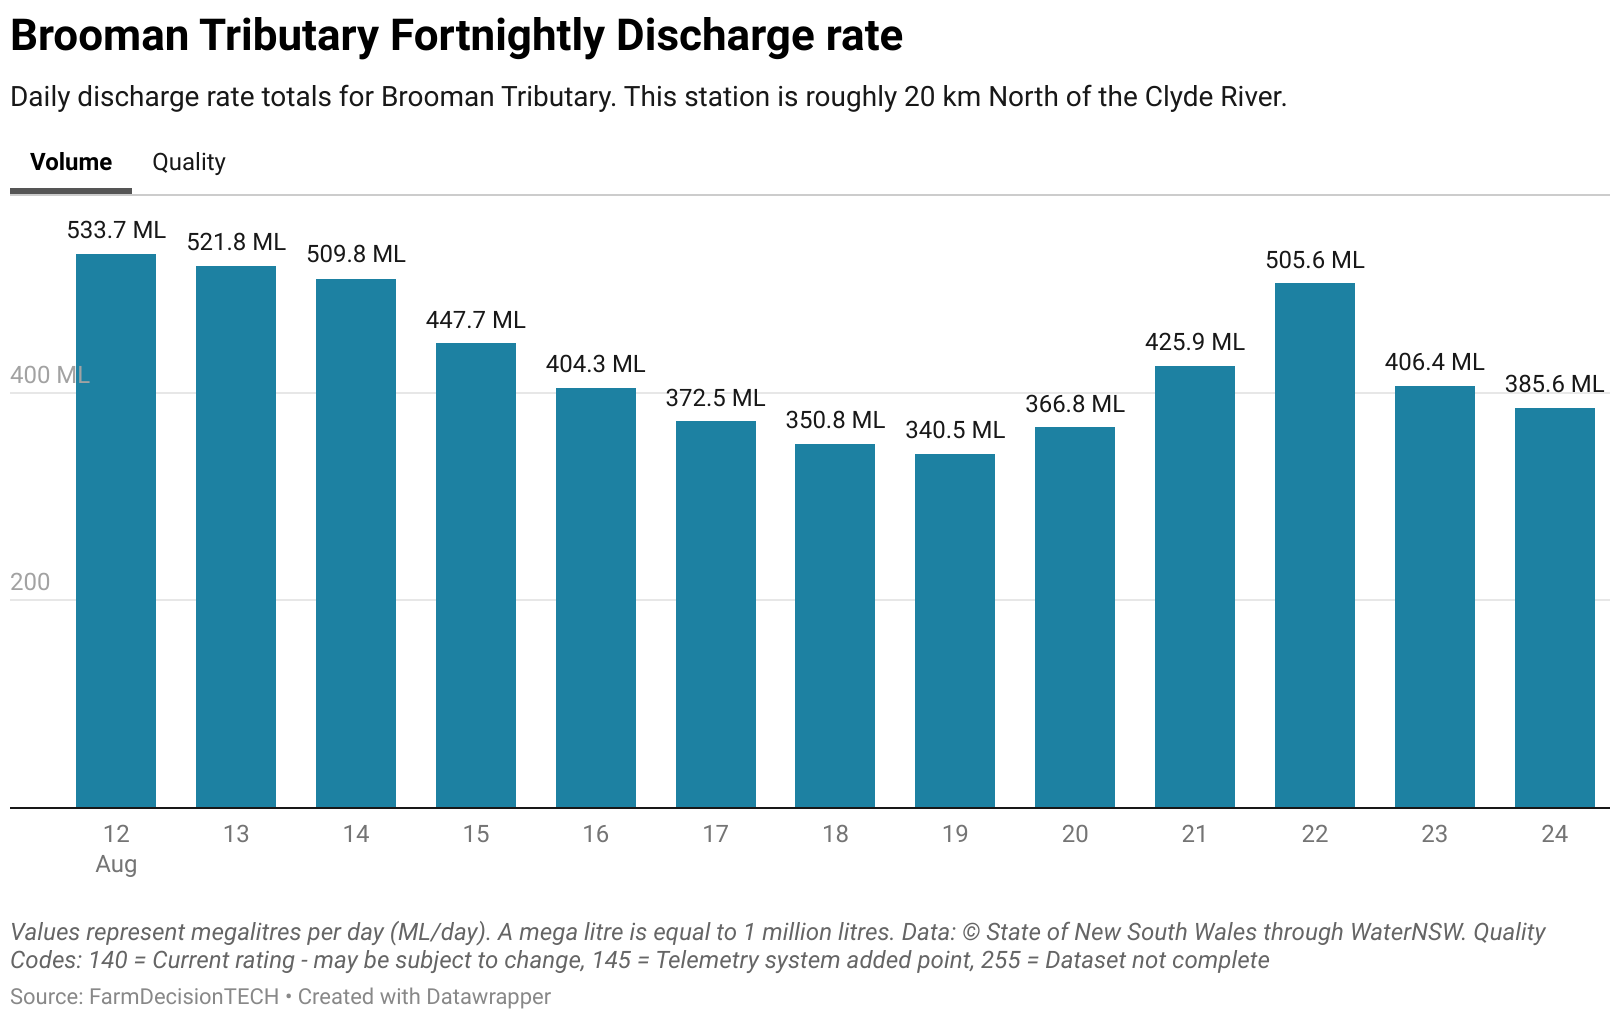 Brooman Tributary Fortnightly Discharge rate
Daily discharge rate totals for Brooman Tributary. This station is roughly 20 km North of the Clyde River.
Volume Quality
533.7 ML 521.8 ML 509.8 ML 447.7 ML 404.3 ML 372.5 ML 350.8 ML 340.5 ML 366.8 ML 425.9 ML 505.6 ML 406.4 ML 385.6 ML
400 ML
200
12 13 14 15 16 17 18 19 20 21 22 23 24
Aug
Values represent megalitres per day (ML/day). A mega litre is equal to 1 million litres. Data: © State of New South Wales through WaterNSW. Quality
Codes: 140 = Current rating - may be subject to change, 145 = Telemetry system added point, 255 = Dataset not complete
Source: FarmDecisionTECH • Created with Datawrapper